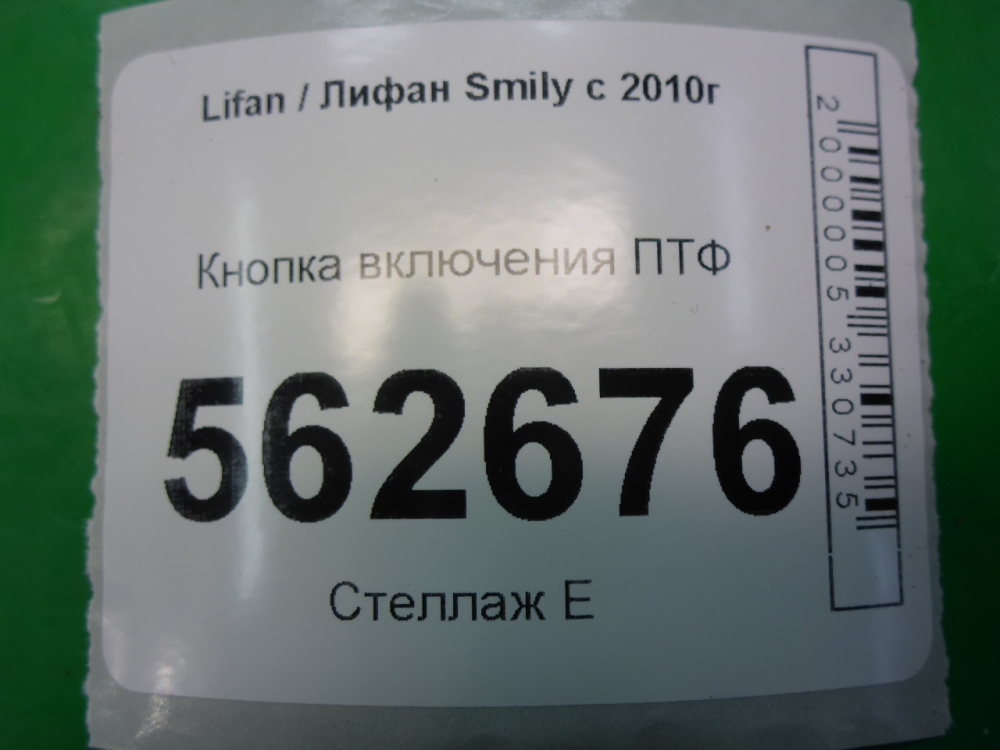 Lifan / Лифан Smily с 2010г
Кнопка включения ПТФ
562676
Стеллаж Е
2000005330735